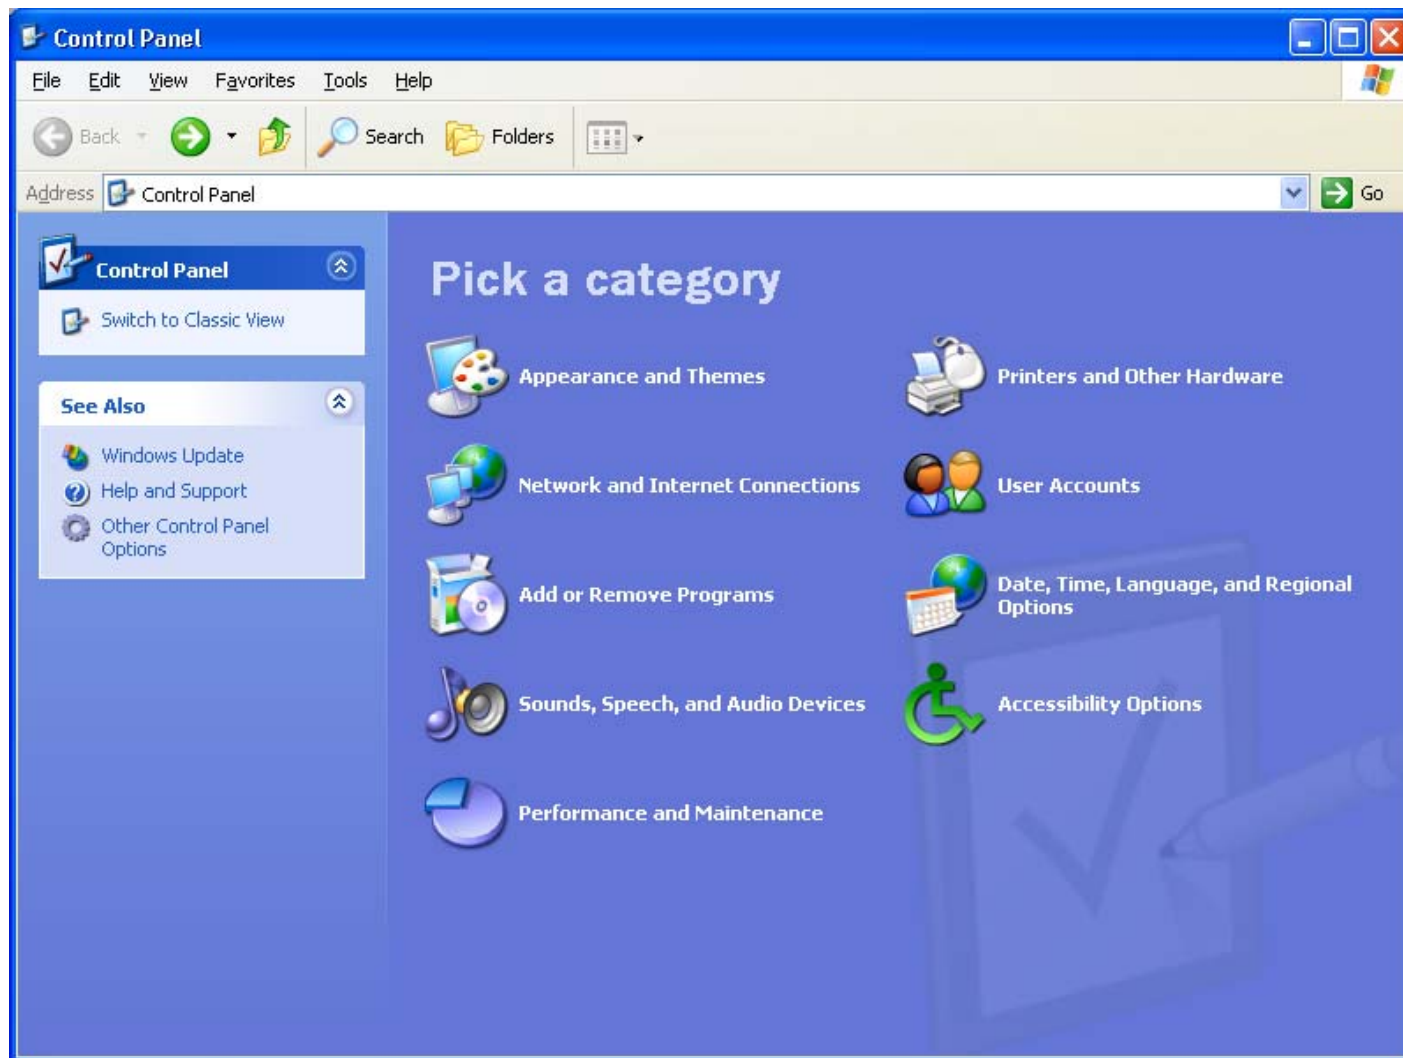 Control Panel
File Edit View Favorites Tools Help
Back Search Folders
Address Control Panel Go
Control Panel
Switch to Classic View
See Also
Windows Update
Help and Support
Other Control Panel
Options
Pick a category
Appearance and Themes
Printers and Other Hardware
Network and Internet Connections
User Accounts
Add or Remove Programs
Date, Time, Language, and Regional
Options
Sounds, Speech, and Audio Devices
Accessibility Options
Performance and Maintenance